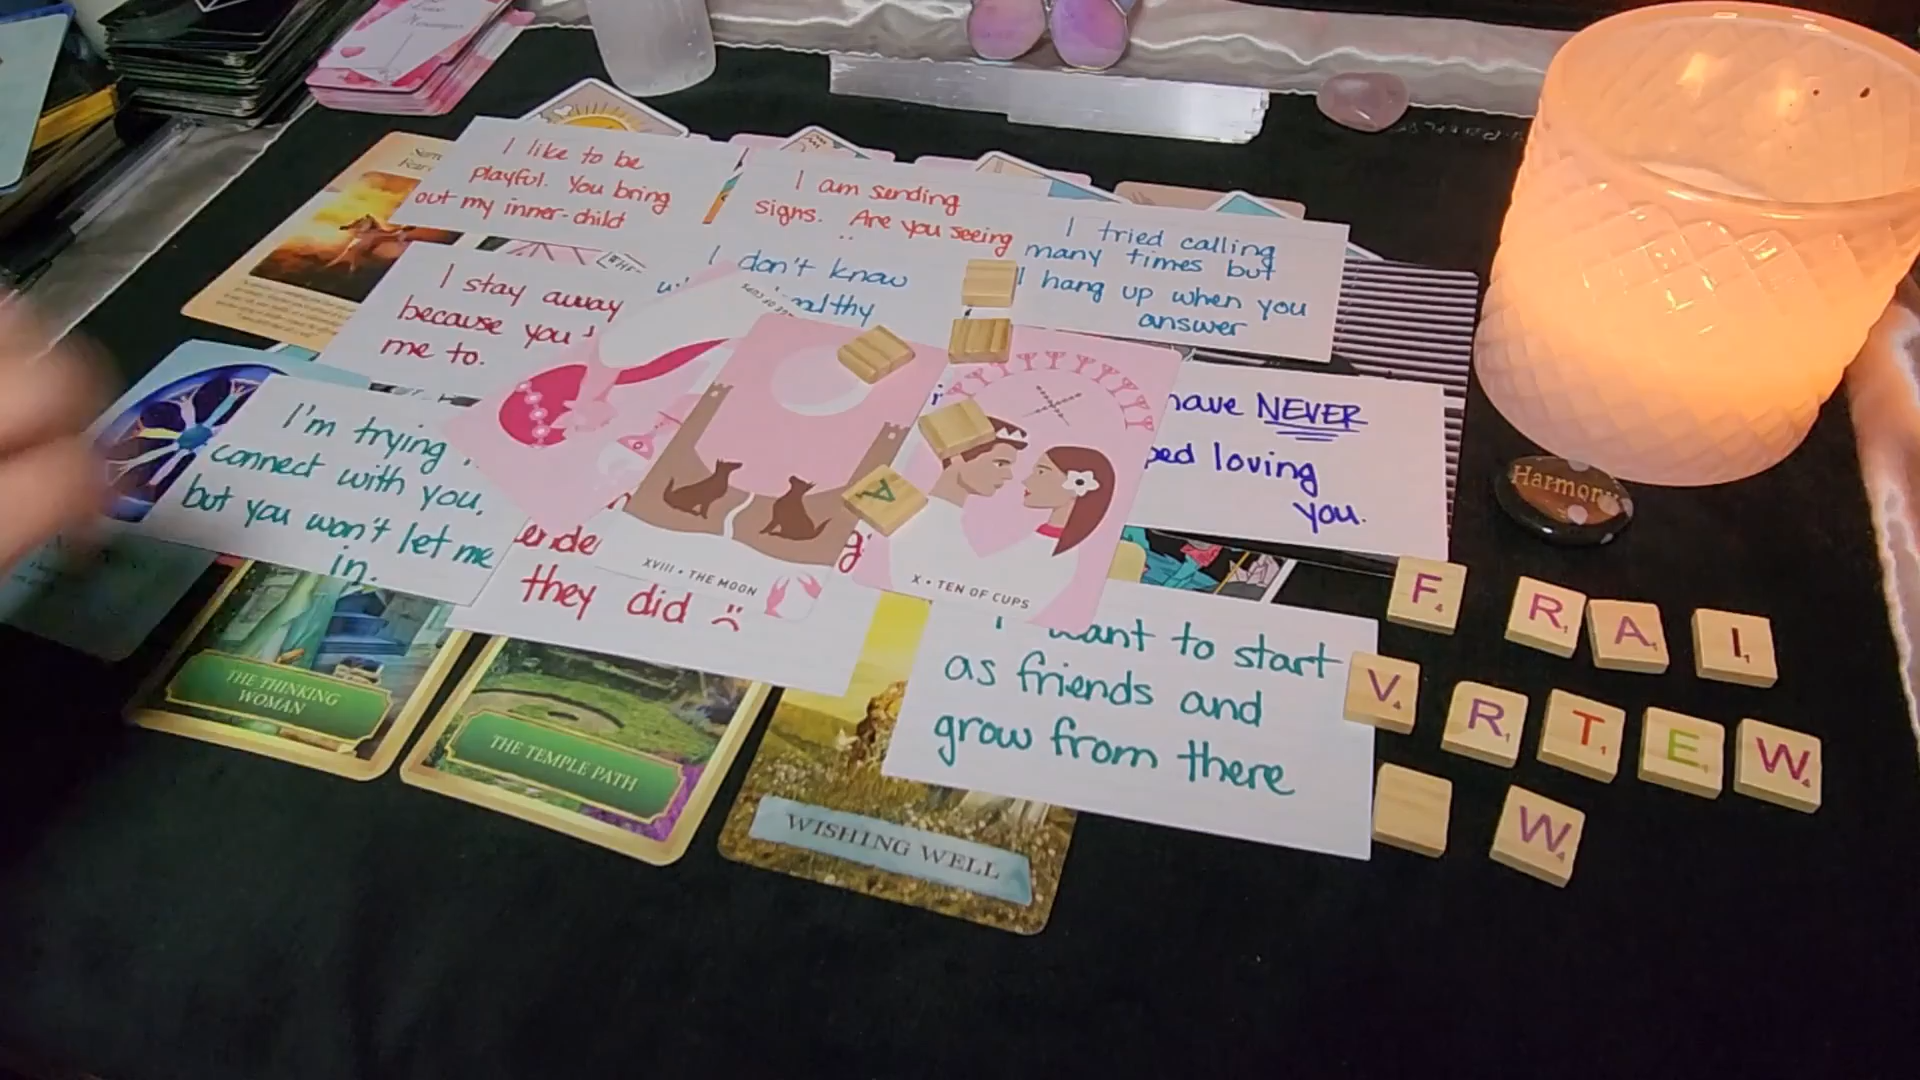 I like to be
playful. You bring
out my inner-child
I am sending
signs. Are you seeing
I tried calling
many times but
I hang up when you
answer
I don't know
I stay away
because you
me to.
have NEVER
loving
you.
I'm trying
connect with you,
but you won't let me
in.
they did
XVIII • THE MOON
X • TEN OF CUPS
want to start
as friends and
grow from there
THE THINKING
WOMAN
THE TEMPLE PATH
WISHING WELL
Harmony
A
F R A I
V R T E W
W